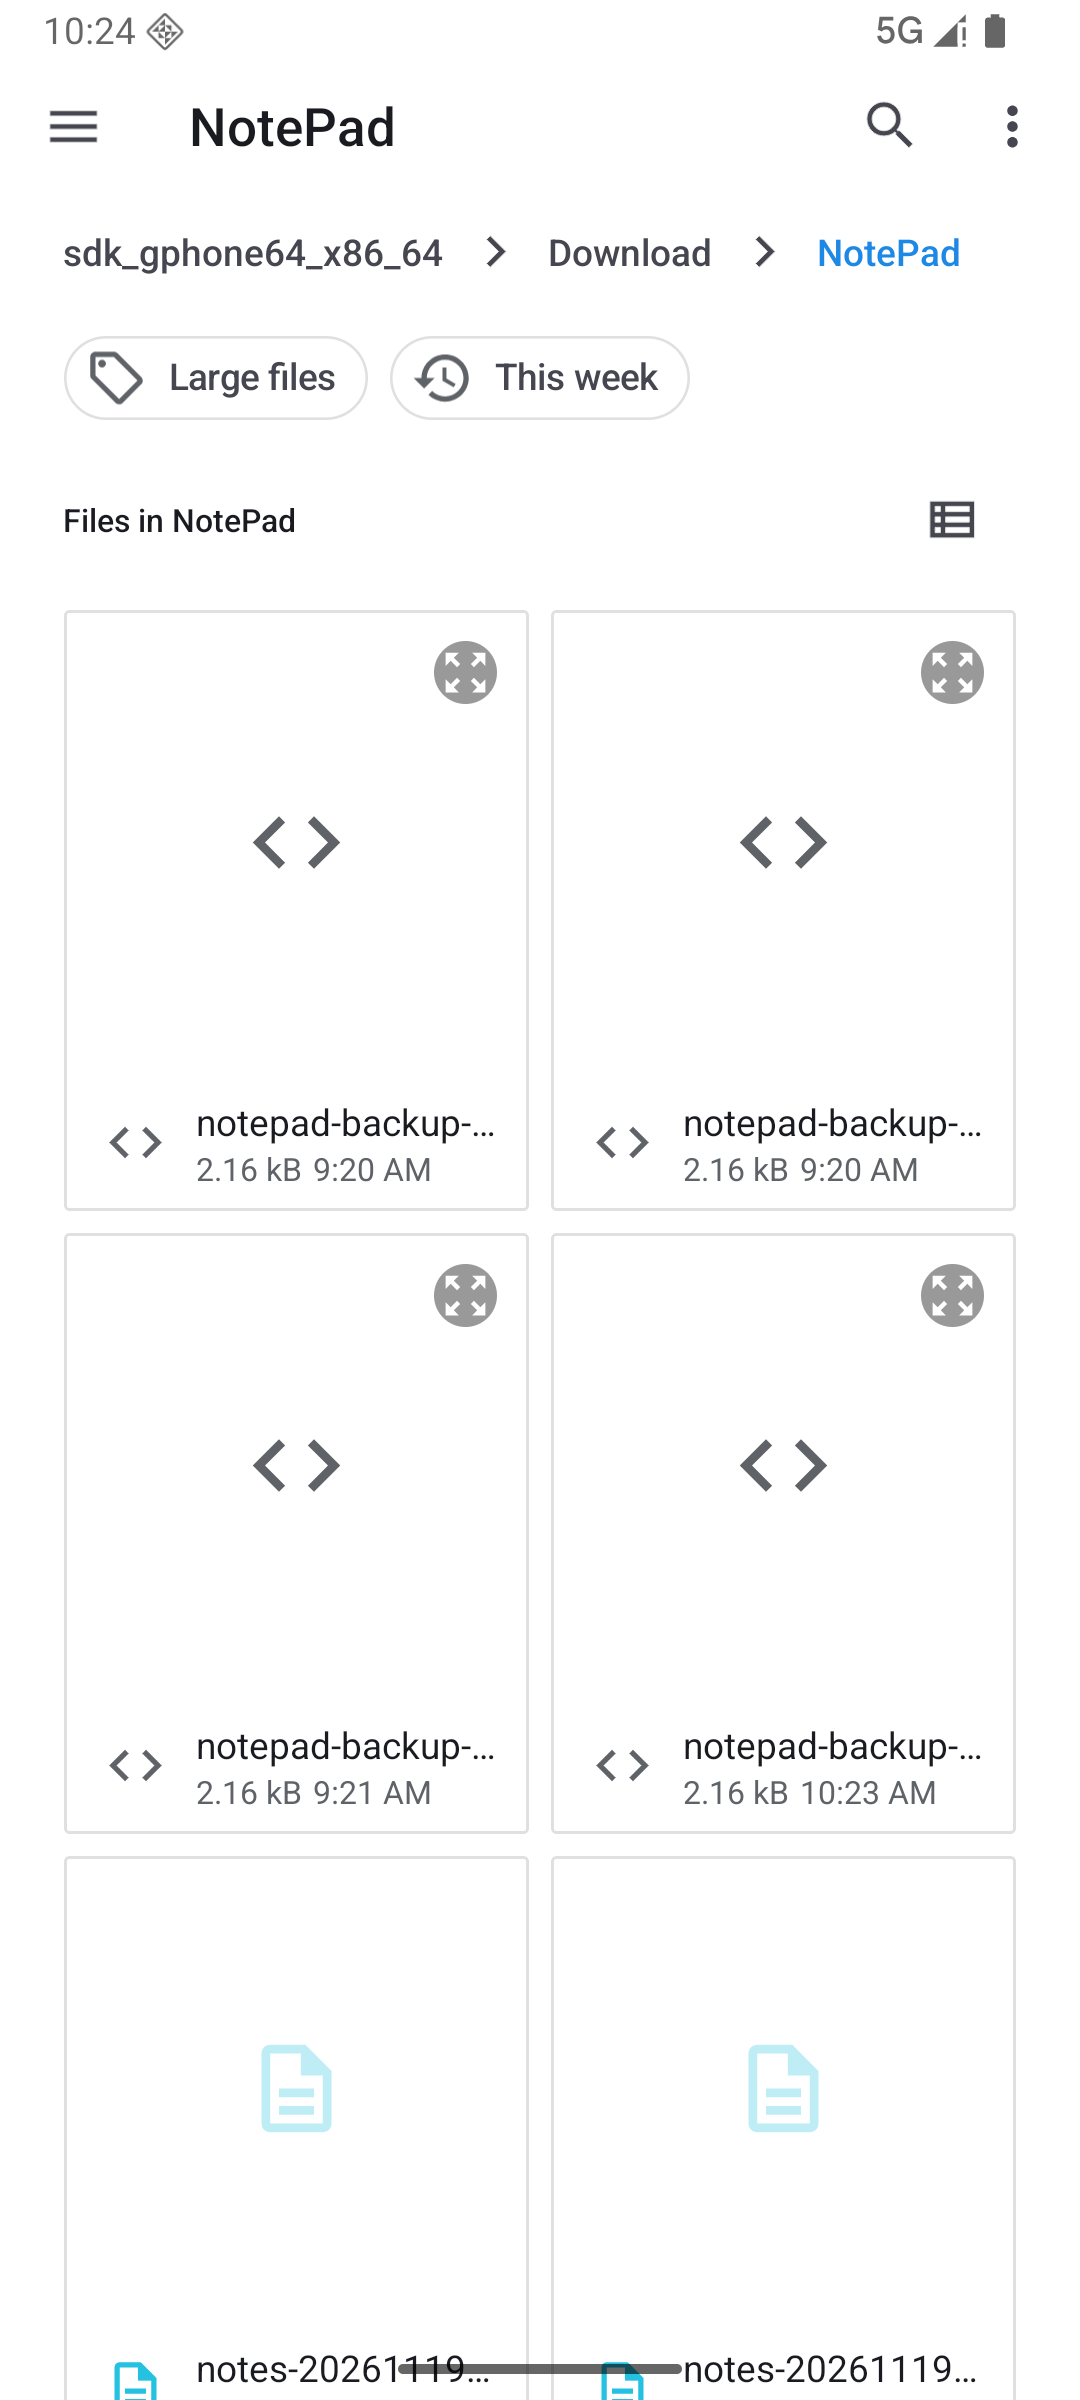 10:24
5G
NotePad
sdk_gphone64_x86_64 > Download > NotePad
Large files
This week
Files in NotePad
notepad-backup-...
2.16 kB 9:20 AM
notepad-backup-...
2.16 kB 9:20 AM
notepad-backup-...
2.16 kB 9:21 AM
notepad-backup-...
2.16 kB 10:23 AM
notes-20261119...
notes-20261119...